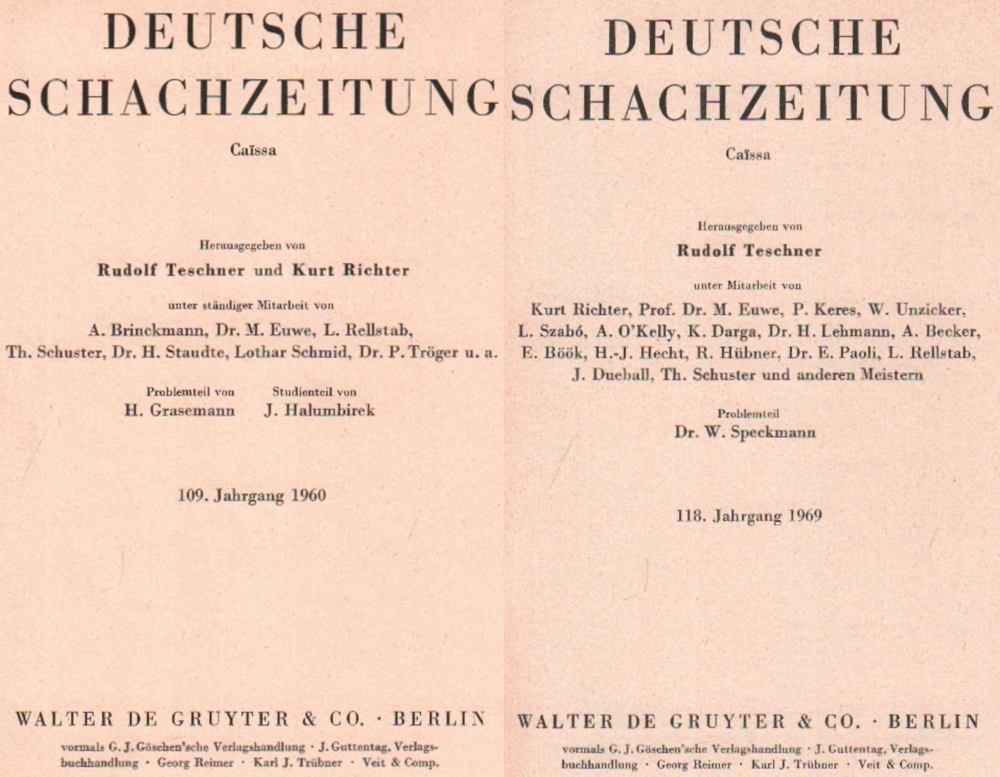 DEUTSCHE
SCHACHZEITUNG
Caïssa
Herausgegeben von
Rudolf Teschner und Kurt Richter
unter ständiger Mitarbeit von
A. Brinckmann, Dr. M. Euwe, L. Rellstab,
Th. Schuster, Dr. H. Staudte, Lothar Schmid, Dr. P. Tröger u. a.
Problemteil von Studienteil von
H. Grasemann J. Halumbirek
109. Jahrgang 1960
WALTER DE GRUYTER & CO. · BERLIN
vormals G. J. Göschen'sche Verlagshandlung · J. Guttentag, Verlags-
buchhandlung · Georg Reimer · Karl J. Trübner · Veit & Comp.
DEUTSCHE
SCHACHZEITUNG
Caïssa
Herausgegeben von
Rudolf Teschner
unter Mitarbeit von
Kurt Richter, Prof. Dr. M. Euwe, P. Keres, W. Unzicker,
L. Szabó, A. O'Kelly, K. Darga, Dr. H. Lehmann, A. Becker,
E. Böök, H.-J. Hecht, R. Hübner, Dr. E. Paoli, L. Rellstab,
J. Dueball, Th. Schuster und anderen Meistern
Problemteil
Dr. W. Speckmann
118. Jahrgang 1969
WALTER DE GRUYTER & CO. · BERLIN
vormals G. J. Göschen'sche Verlagshandlung · J. Guttentag, Verlags-
buchhandlung · Georg Reimer · Karl J. Trübner · Veit & Comp.